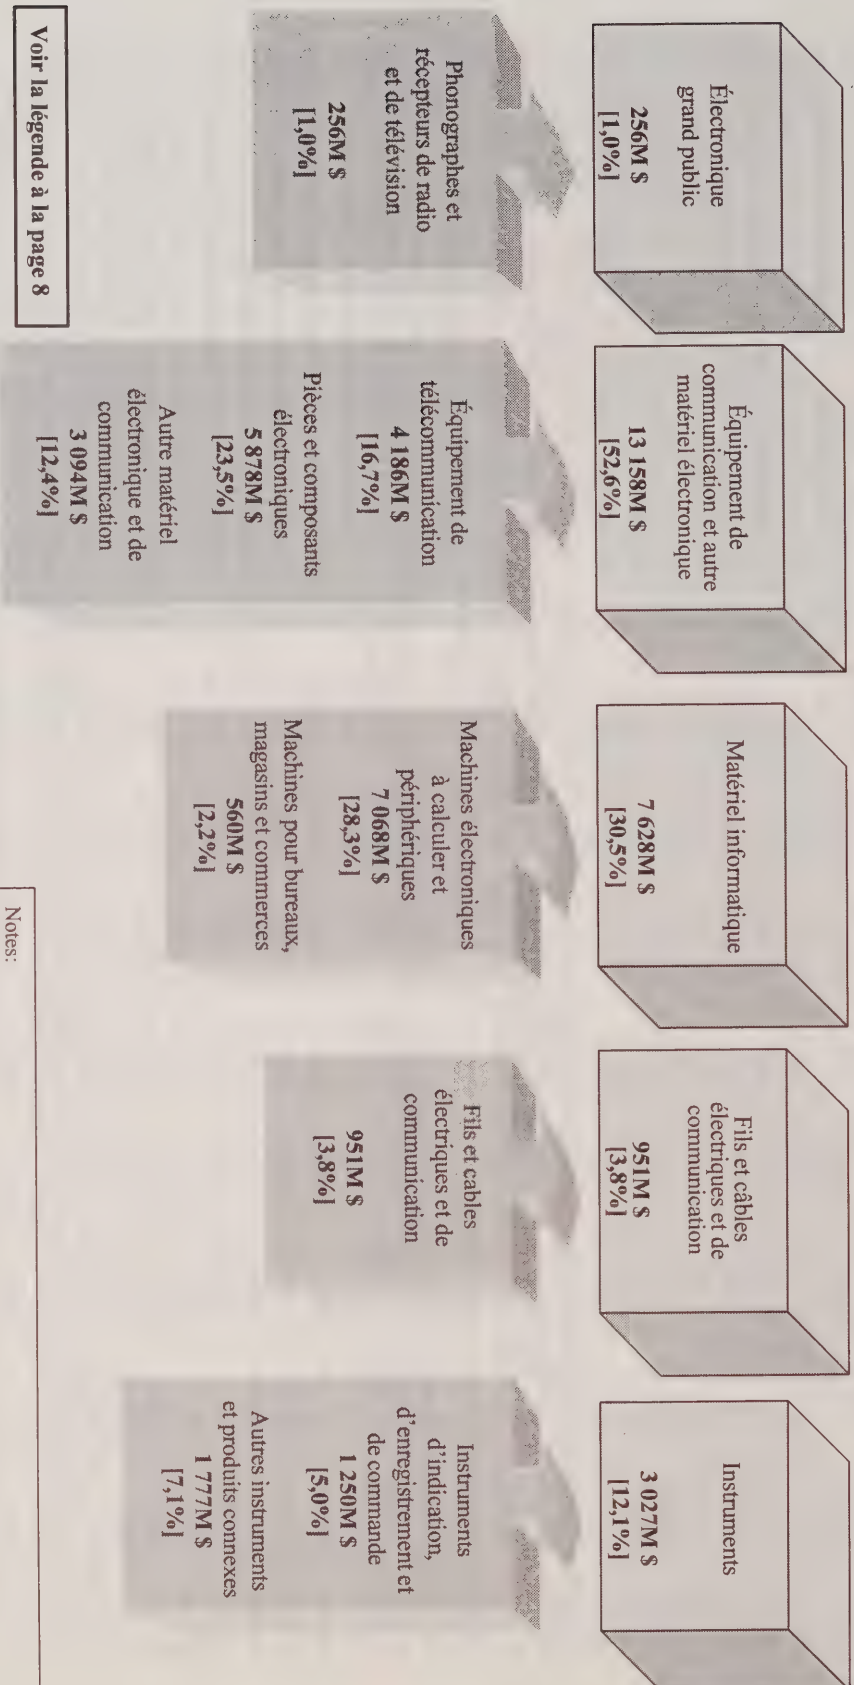 Électronique
grand public
256M $
[1,0%]
Équipement de
communication et autre
matériel électronique
13 158M $
[52,6%]
Matériel informatique
7 628M $
[30,5%]
Fils et câbles
électriques et de
communication
951M $
[3,8%]
Instruments
3 027M $
[12,1%]
Phonographes et
récepteurs de radio
et de télévision
256M $
[1,0%]
Équipement de
télécommunication
4 186M $
[16,7%]
Pièces et composants
électroniques
5 878M $
[23,5%]
Autre matériel
électronique et de
communication
3 094M $
[12,4%]
Machines électroniques
à calculer et
périphériques
7 068M $
[28,3%]
Machines pour bureaux,
magasins et commerces
560M $
[2,2%]
Fils et cables
électriques et de
communication
951M $
[3,8%]
Instruments
d'indication,
d'enregistrement et
de commande
1 250M $
[5,0%]
Autres instruments
et produits connexes
1 777M $
[7,1%]
Voir la légende à la page 8
Notes: